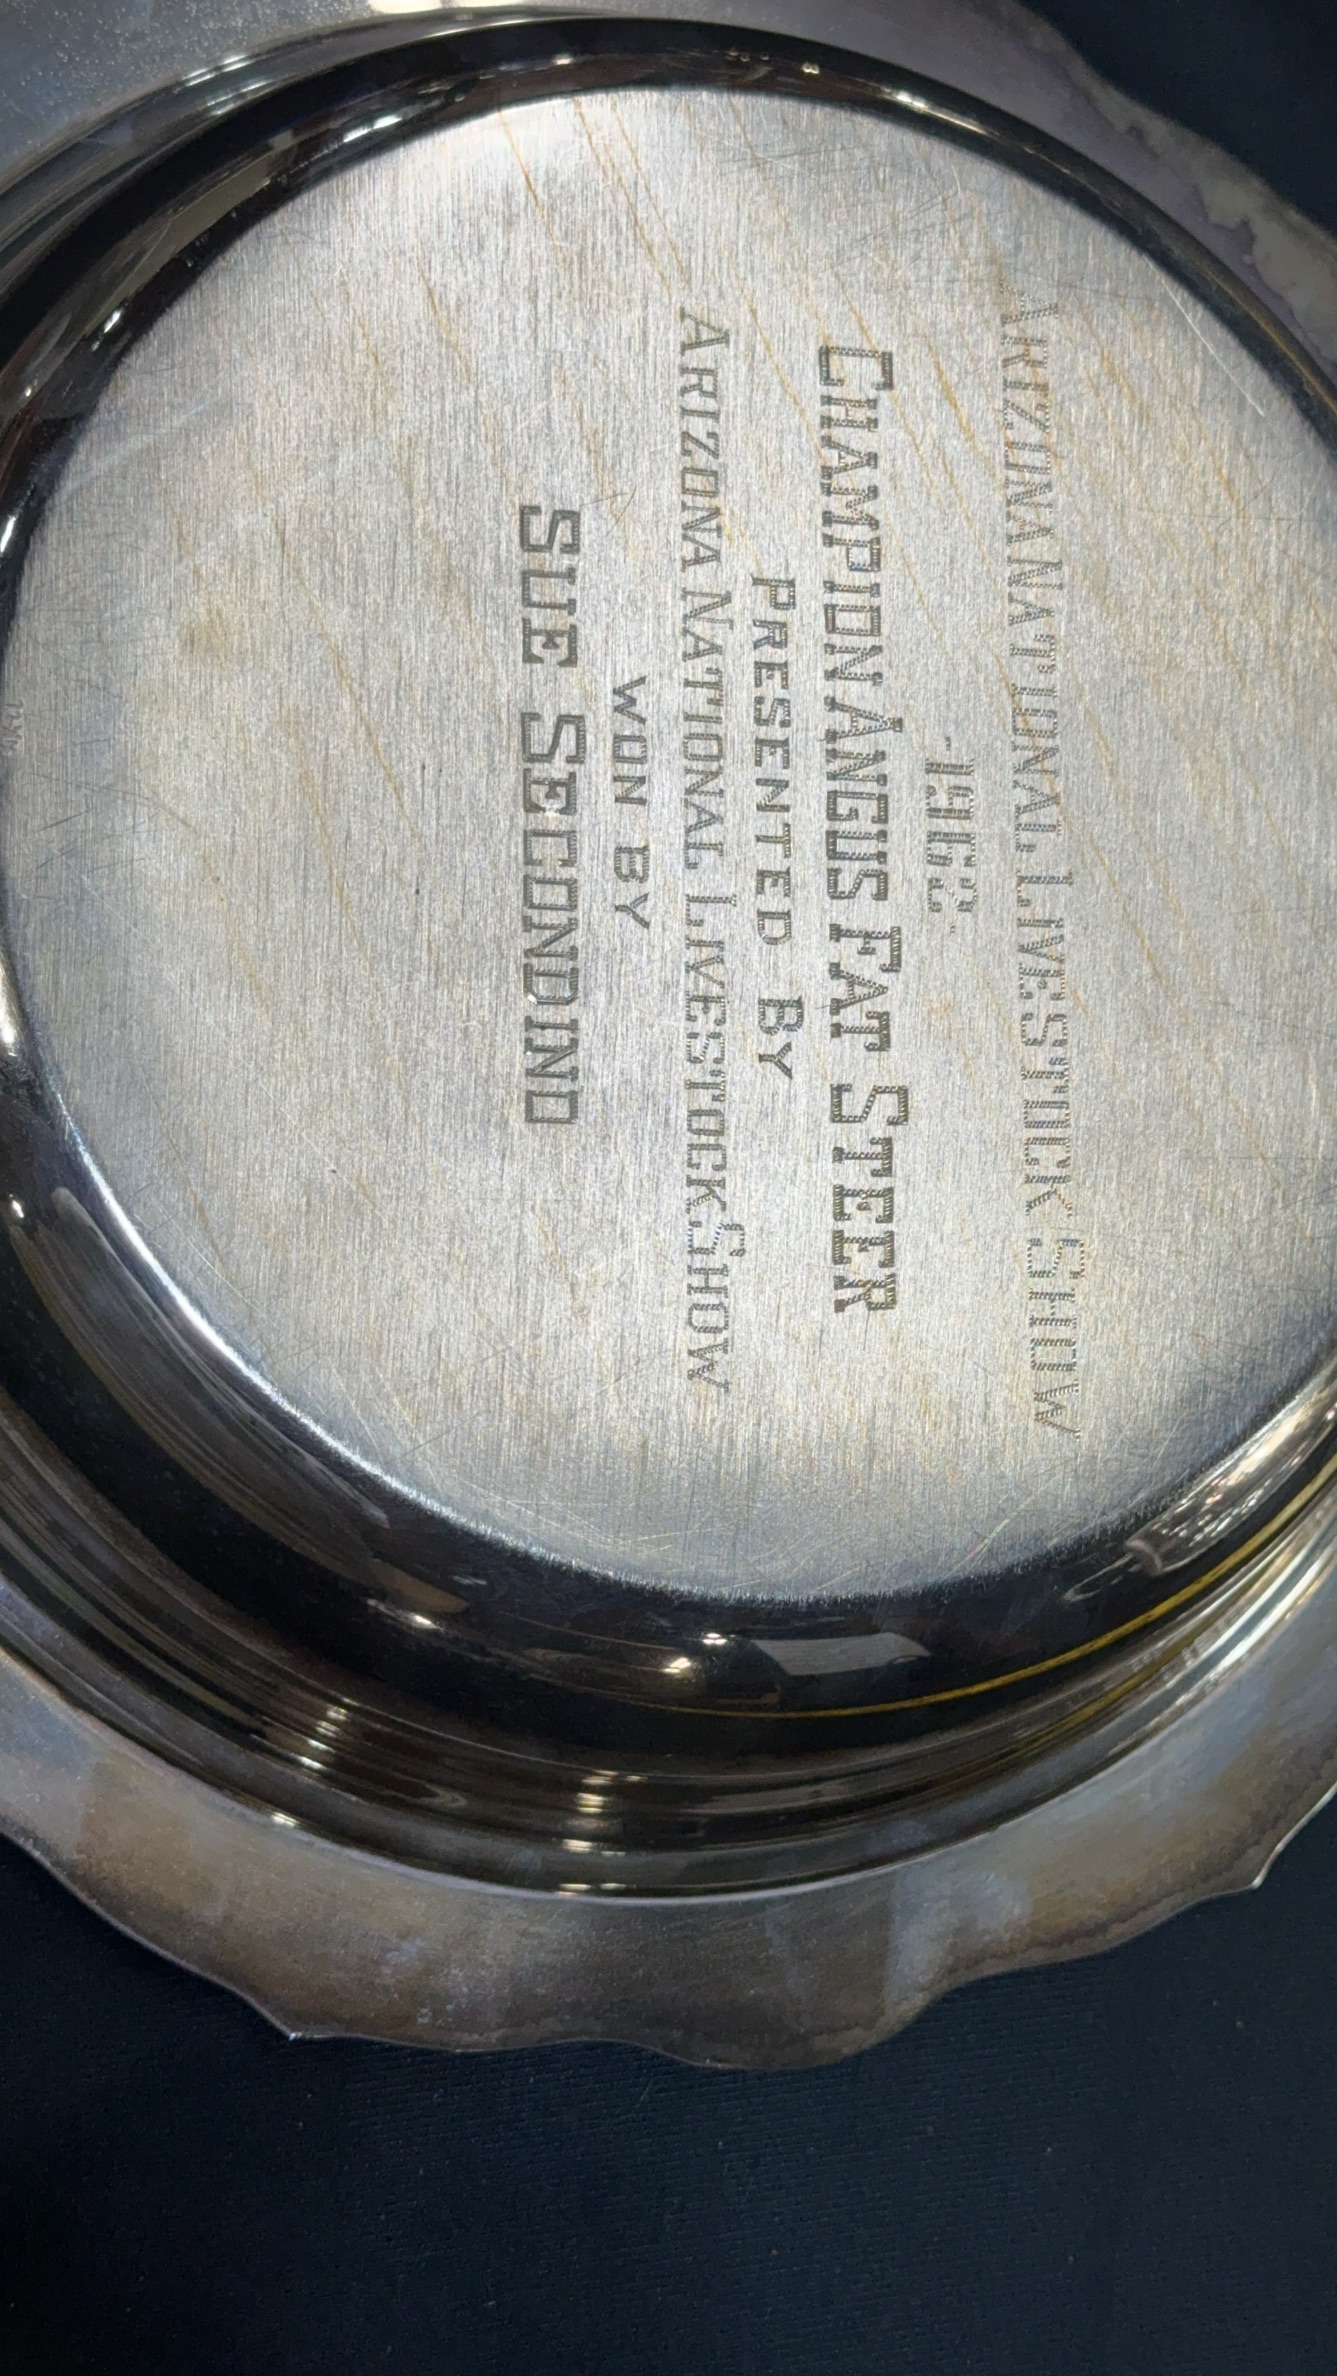 ARIZONA NATIONAL LIVESTOCK SHOW
CHAMPION ANGUS FAT STEER
PRESENTED BY
ARIZONA NATIONAL LIVESTOCK SHOW
WON BY
SUE SECONDINO